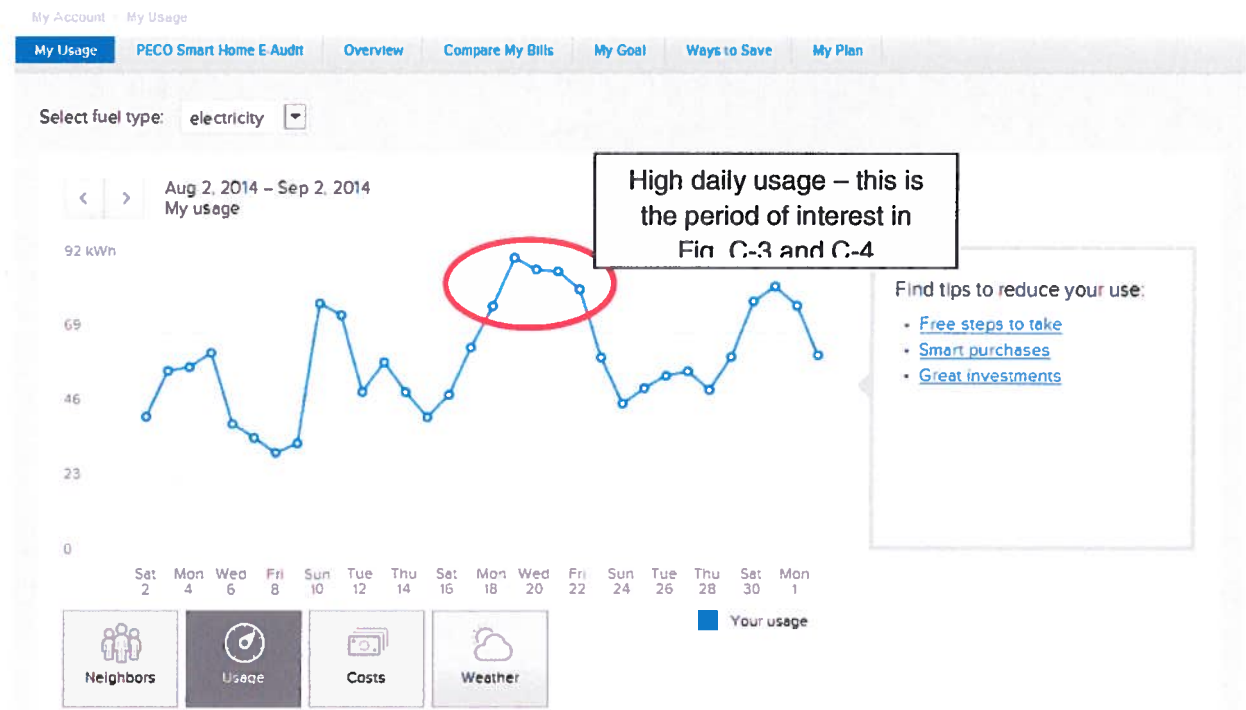 My Account My Usage
My Usage PECO Smart Home E-Audit Overview Compare My Bills My Goal Ways to Save My Plan
Select fuel type: electricity
Aug 2, 2014 – Sep 2, 2014
My usage
High daily usage – this is
the period of interest in
Fig. C-3 and C-4
92 kWh
69
46
23
0
Find tips to reduce your use:
• Free steps to take
• Smart purchases
• Great investments
Sat Mon Wed Fri Sun Tue Thu Sat Mon Wed Fri Sun Tue Thu Sat Mon
2 4 6 8 10 12 14 16 18 20 22 24 26 28 30 1
Your usage
Neighbors Usage Costs Weather